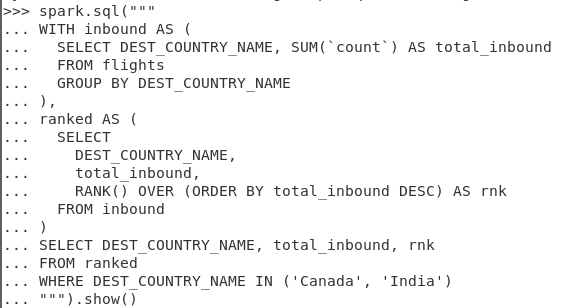 >>> spark.sql("""
... WITH inbound AS (
...   SELECT DEST_COUNTRY_NAME, SUM(`count`) AS total_inbound
...   FROM flights
...   GROUP BY DEST_COUNTRY_NAME
... ),
... ranked AS (
...   SELECT
...     DEST_COUNTRY_NAME,
...     total_inbound,
...     RANK() OVER (ORDER BY total_inbound DESC) AS rnk
...   FROM inbound
... )
... SELECT DEST_COUNTRY_NAME, total_inbound, rnk
... FROM ranked
... WHERE DEST_COUNTRY_NAME IN ('Canada', 'India')
... """).show()